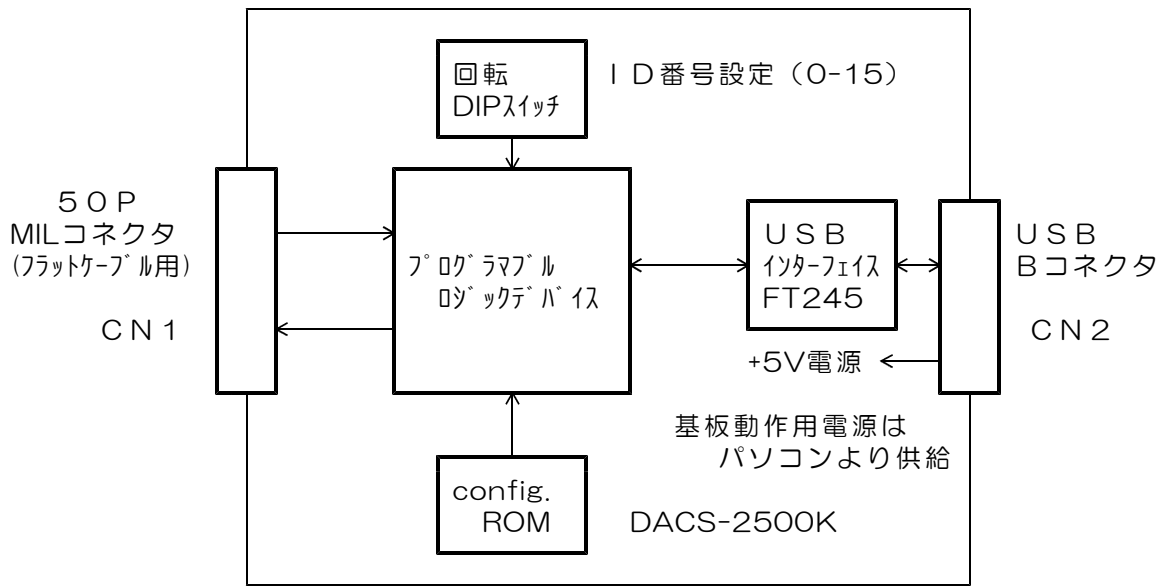 回転
DIPｽｲｯﾁ
ＩＤ番号設定（0-15）
５０Ｐ
MILコネクタ
(ﾌﾗｯﾄｹｰﾌﾞﾙ用)
ＣＮ１
ﾌﾟﾛｸﾞﾗﾏﾌﾞﾙ
ﾛｼﾞｯｸﾃﾞﾊﾞｲｽ
ＵＳＢ
ｲﾝﾀｰﾌｪｲｽ
FT245
ＵＳＢ
Ｂコネクタ
ＣＮ２
+5V電源
基板動作用電源は
パソコンより供給
config.
ROM
DACS-2500K